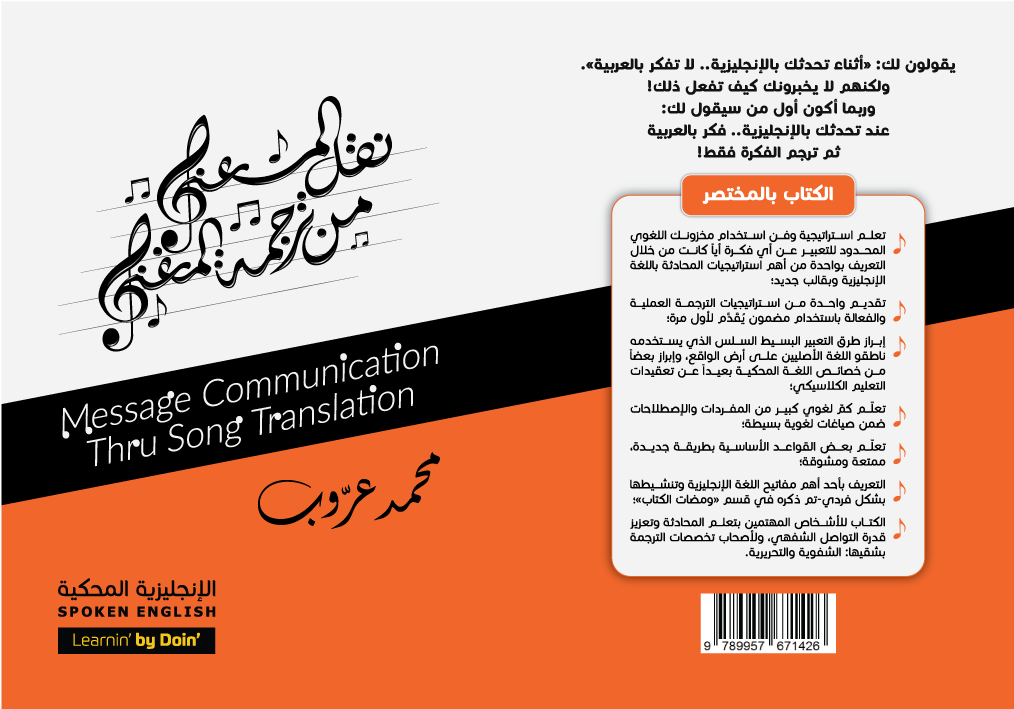 نقل المعنى
من ترجمة المغنى
Message Communication
Thru Song Translation
محمد عروب
الإنجليزية المحكية
SPOKEN ENGLISH
Learnin' by Doin'
يقولون لك: «أثناء تحدثك بالإنجليزية.. لا تفكر بالعربية».
ولكنهم لا يخبرونك كيف تفعل ذلك!
وربما أكون أول من سيقول لك:
عند تحدثك بالإنجليزية.. فكر بالعربية
ثم ترجم الفكرة فقط!
الكتاب بالمختصر
تعلم استراتيجية وفن استخدام مخزونك اللغوي
المحدود للتعبير عن أي فكرة أياً كانت من خلال
التعريف بواحدة من أهم استراتيجيات المحادثة باللغة
الإنجليزية وبقالب جديد؛
تقديم واحدة من استراتيجيات الترجمة العملية
والفعالة باستخدام مضمون يُقدَّم لأول مرة؛
إبراز طرق التعبير البسيط السلس الذي يستخدمه
ناطقو اللغة الأصليين على أرض الواقع، وإبراز بعضاً
من خصائص اللغة المحكية بعيداً عن تعقيدات
التعليم الكلاسيكي؛
تعلّم كمّ لغوي كبير من المفردات والإصطلاحات
ضمن صياغات لغوية بسيطة؛
تعلّم بعض القواعد الأساسية بطريقة جديدة،
ممتعة ومشوقة؛
التعريف بأحد أهم مفاتيح اللغة الإنجليزية وتنشيطها
بشكل فردي-تم ذكره في قسم «ومضات الكتاب»؛
الكتاب للأشخاص المهتمين بتعلم المحادثة وتعزيز
قدرة التواصل الشفهي، ولأصحاب تخصصات الترجمة
بشقيها: الشفوية والتحريرية.
9 789957 671426